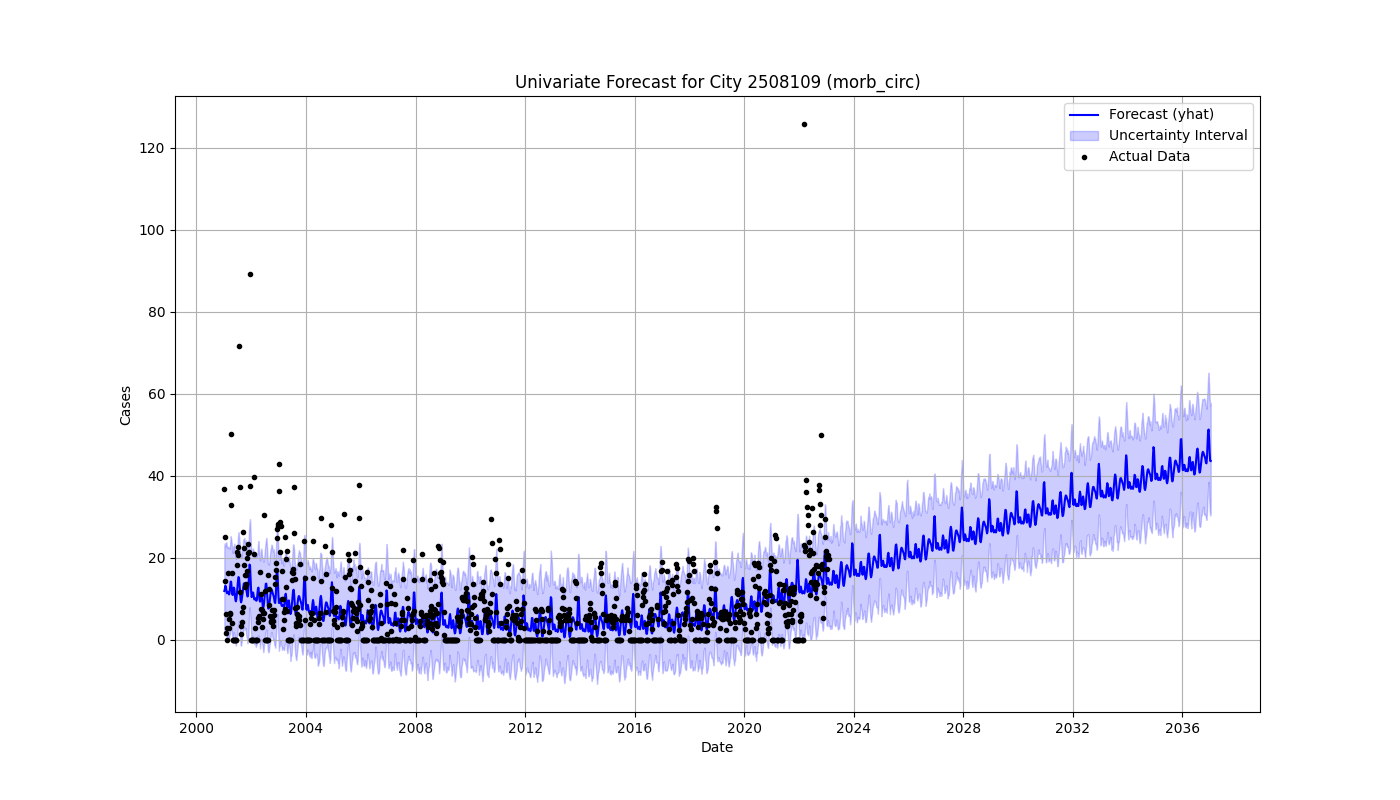 Univariate Forecast for City 2508109 (morb_circ)
Forecast (yhat)
Uncertainty Interval
Actual Data
Cases
120
100
80
60
40
20
0
2000 2004 2008 2012 2016 2020 2024 2028 2032 2036
Date